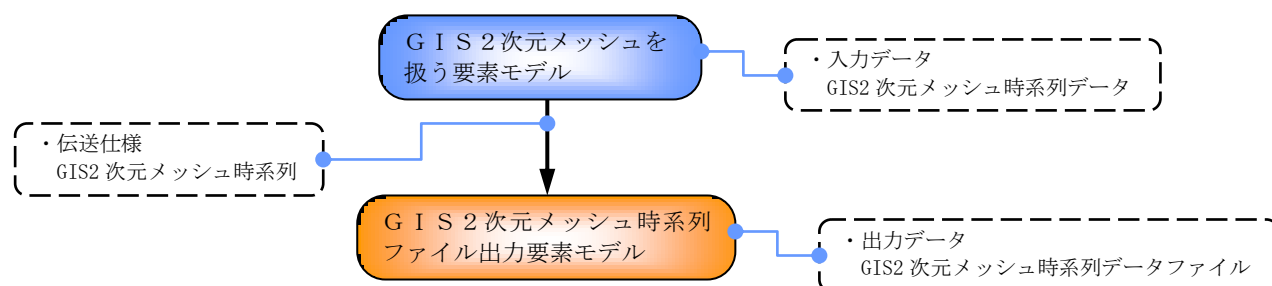 ＧＩＳ２次元メッシュを
扱う要素モデル
・入力データ
GIS2 次元メッシュ時系列データ
・伝送仕様
GIS2 次元メッシュ時系列
ＧＩＳ２次元メッシュ時系列
ファイル出力要素モデル
・出力データ
GIS2 次元メッシュ時系列データファイル